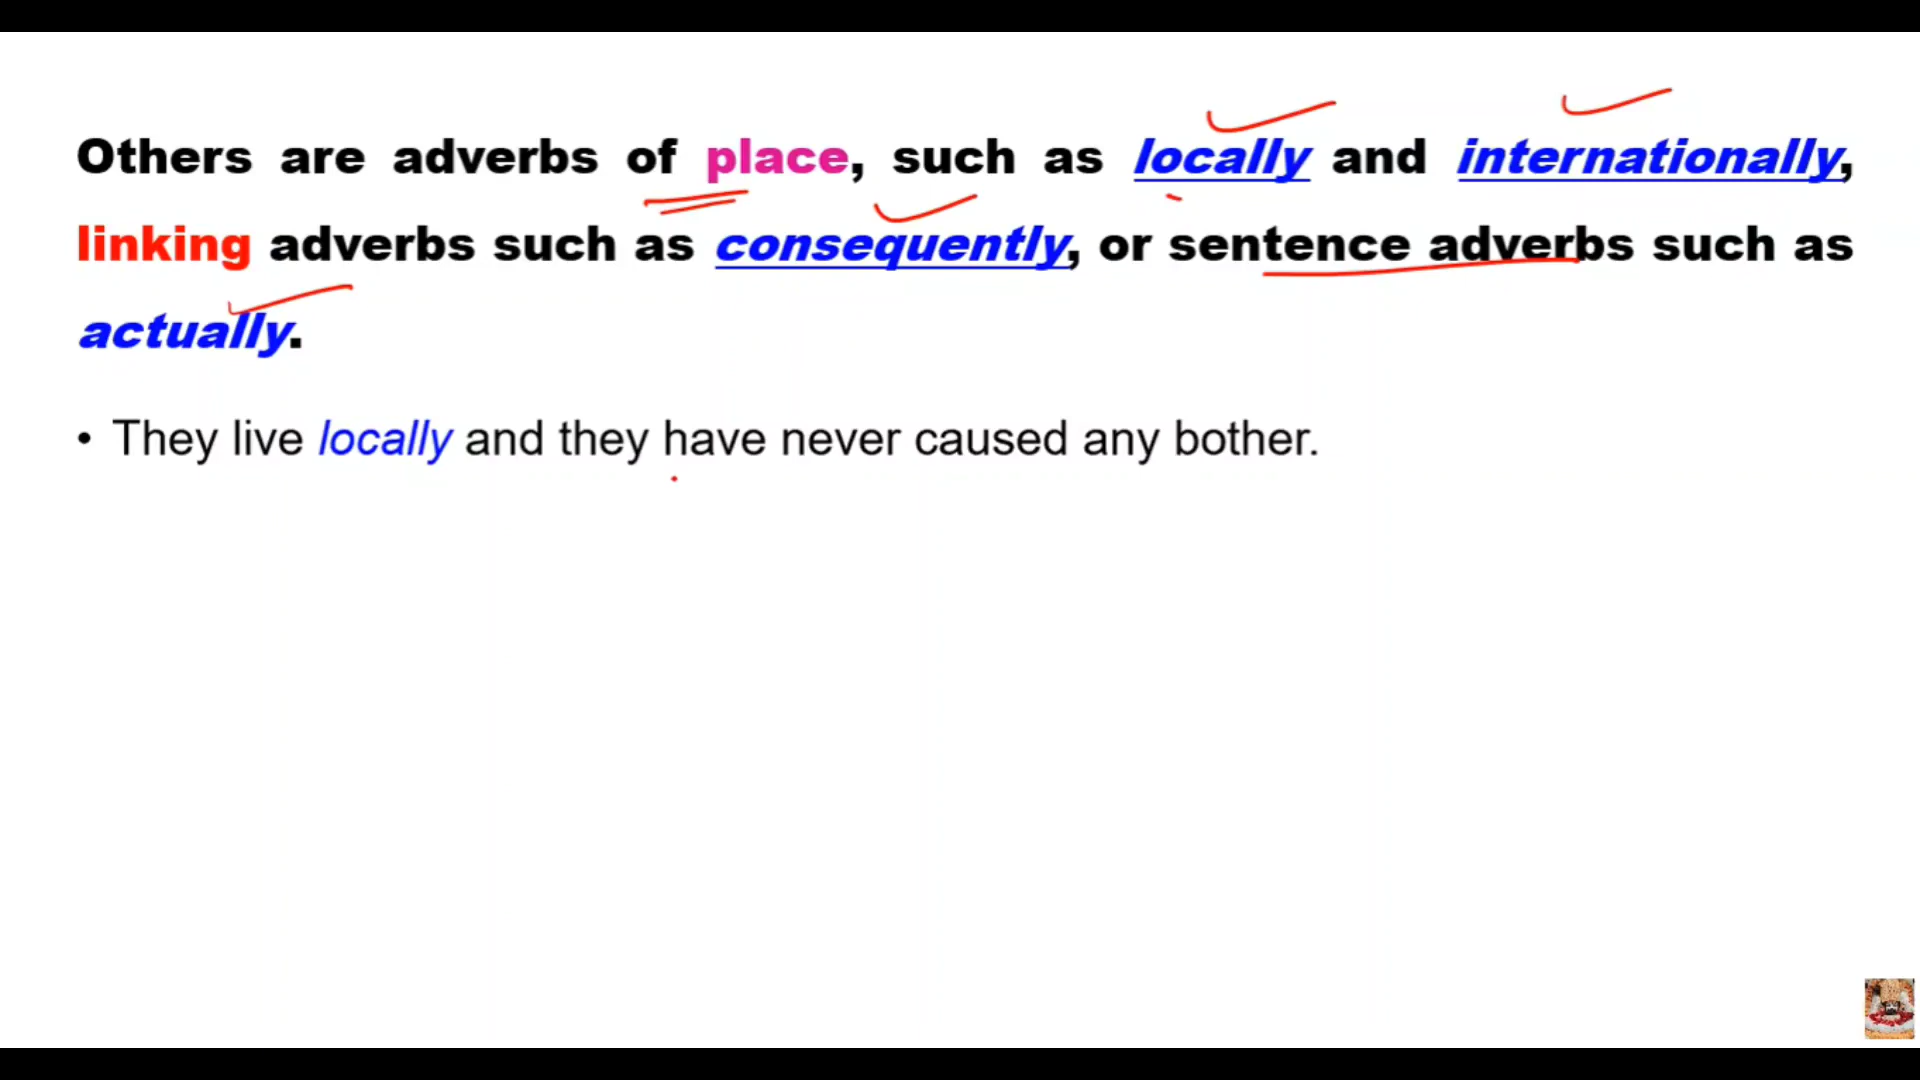 Others are adverbs of place, such as locally and internationally,
linking adverbs such as consequently, or sentence adverbs such as
actually.
• They live locally and they have never caused any bother.